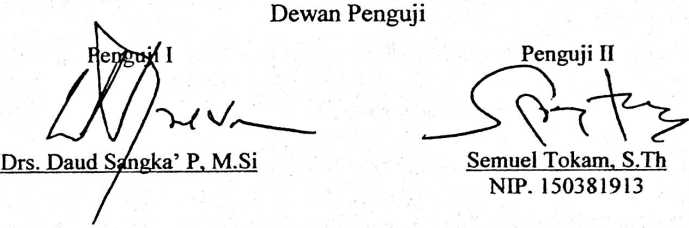 Dewan Penguji
Penguji I
Penguji II
Drs. Daud Sangka' P, M.Si
Semuel Tokam, S.Th
NIP. 150381913